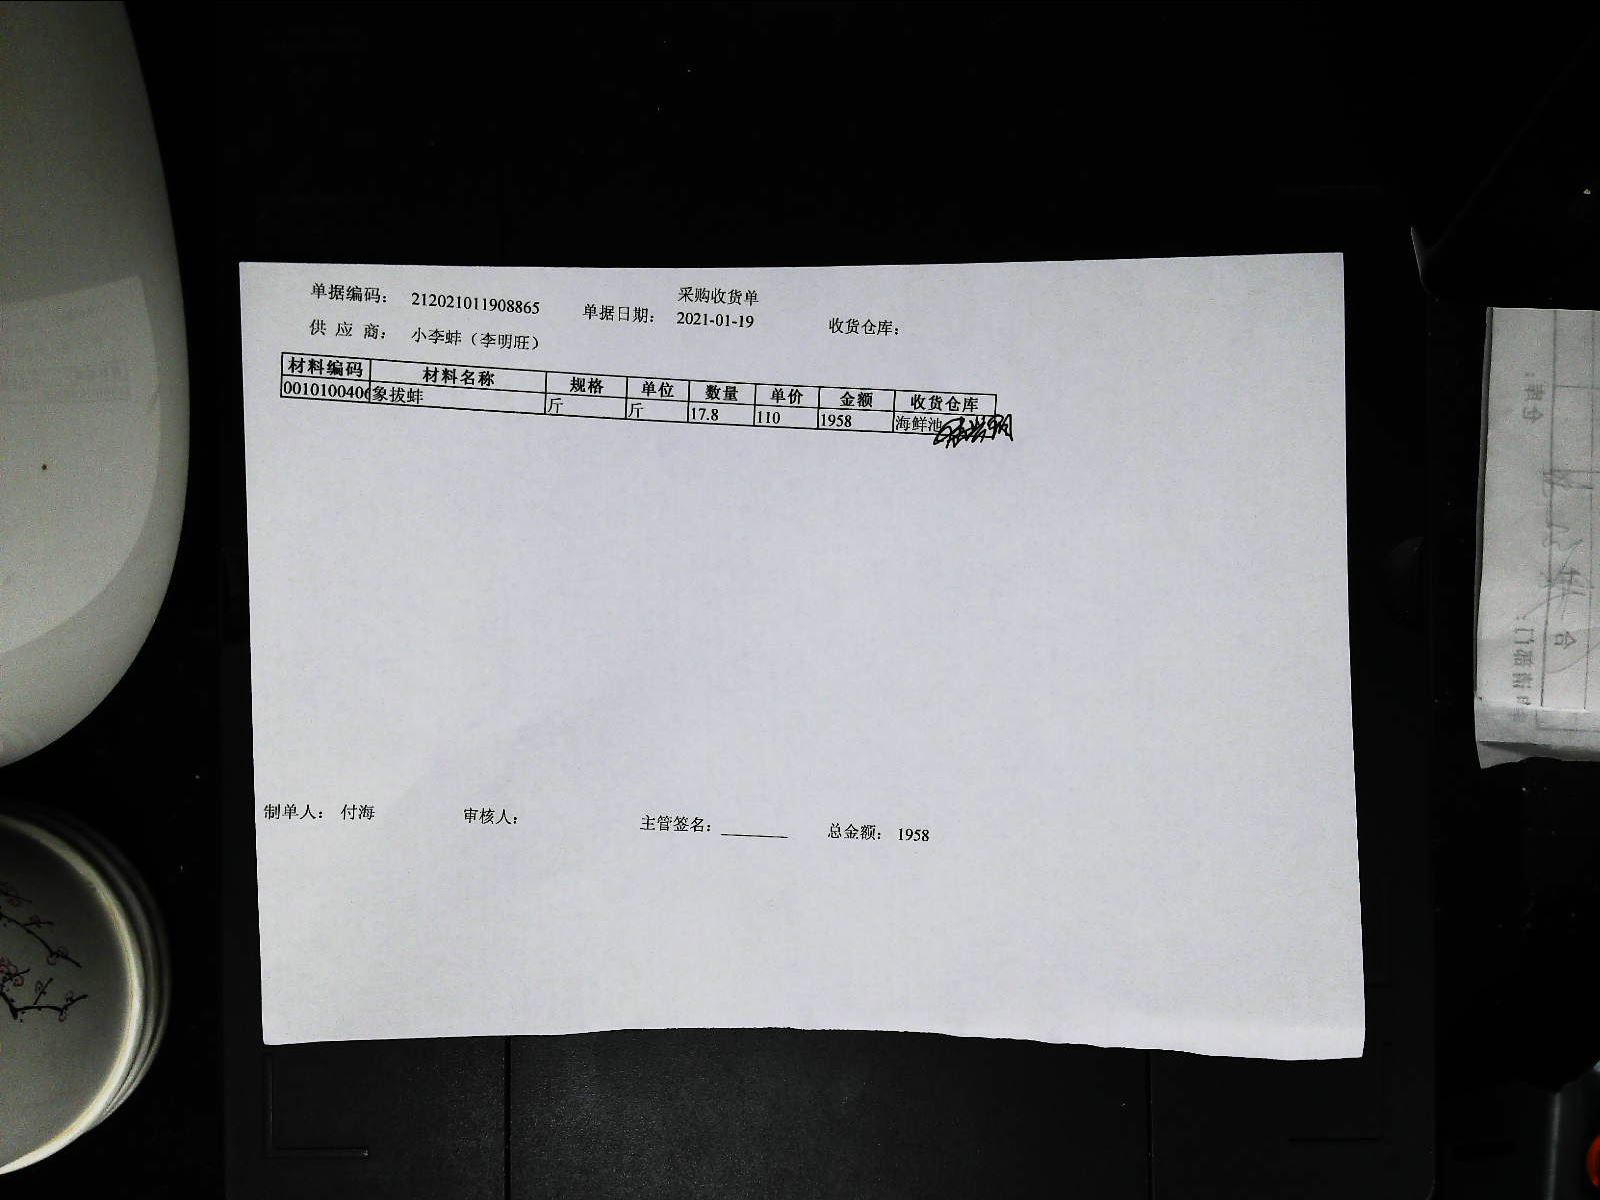 采购收货单
单据编码： 212021011908865 单据日期： 2021-01-19 收货仓库：
供 应 商： 小李蚌（李明旺）
材料编码 材料名称 规格 单位 数量 单价 金额 收货仓库
0010100406 象拔蚌 斤 斤 17.8 110 1958 海鲜池
制单人： 付海 审核人： 主管签名： 总金额： 1958